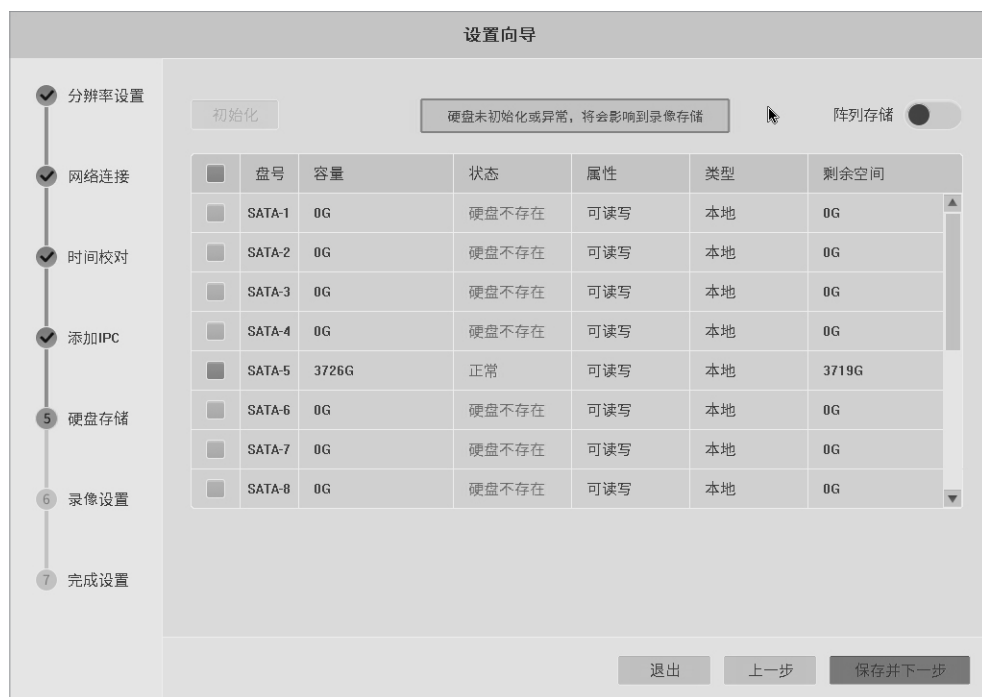 设置向导
分辨率设置
网络连接
时间校对
添加IPC
5 硬盘存储
6 录像设置
7 完成设置
初始化 硬盘未初始化或异常，将会影响到录像存储 阵列存储
盘号 容量 状态 属性 类型 剩余空间
SATA-1 0G 硬盘不存在 可读写 本地 0G
SATA-2 0G 硬盘不存在 可读写 本地 0G
SATA-3 0G 硬盘不存在 可读写 本地 0G
SATA-4 0G 硬盘不存在 可读写 本地 0G
SATA-5 3726G 正常 可读写 本地 3719G
SATA-6 0G 硬盘不存在 可读写 本地 0G
SATA-7 0G 硬盘不存在 可读写 本地 0G
SATA-8 0G 硬盘不存在 可读写 本地 0G
退出 上一步 保存并下一步